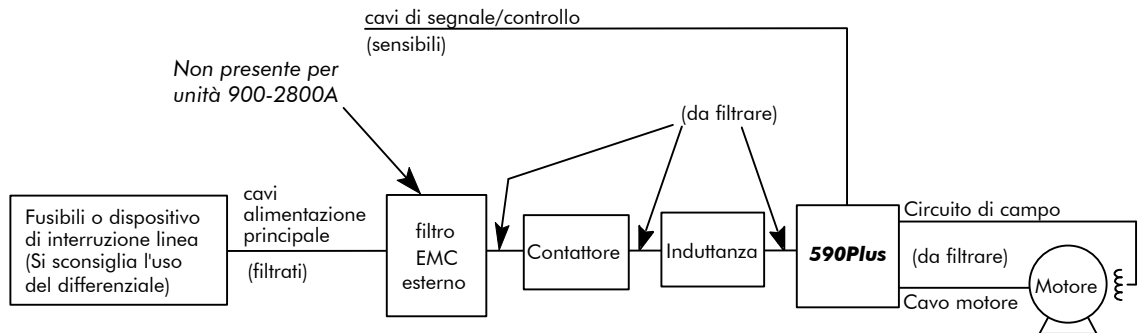 cavi di segnale/controllo
(sensibili)
Non presente per
unità 900-2800A
(da filtrare)
Fusibili o dispositivo
di interruzione linea
(Si sconsiglia l'uso
del differenziale)
cavi
alimentazione
principale
(filtrati)
filtro
EMC
esterno
Contattore
Induttanza
590Plus
Circuito di campo
(da filtrare)
Cavo motore
Motore